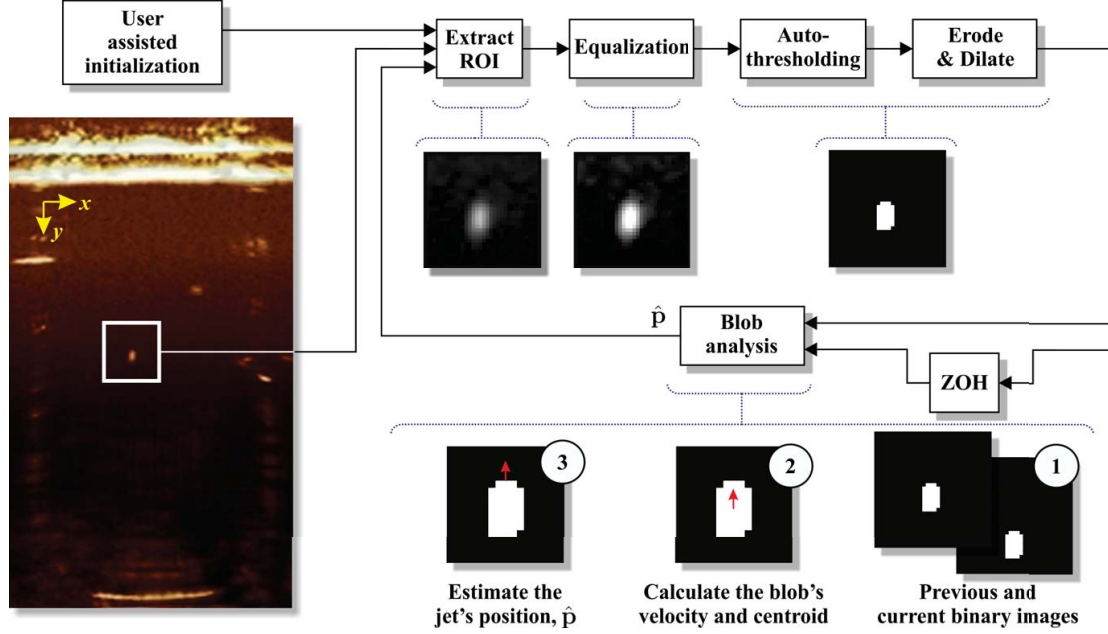 User
assisted
initialization
Extract
ROI
Equalization
Auto-
thresholding
Erode
& Dilate
x
y
p̂
Blob
analysis
ZOH
3
2
1
Estimate the
jet's position, p̂
Calculate the blob's
velocity and centroid
Previous and
current binary images